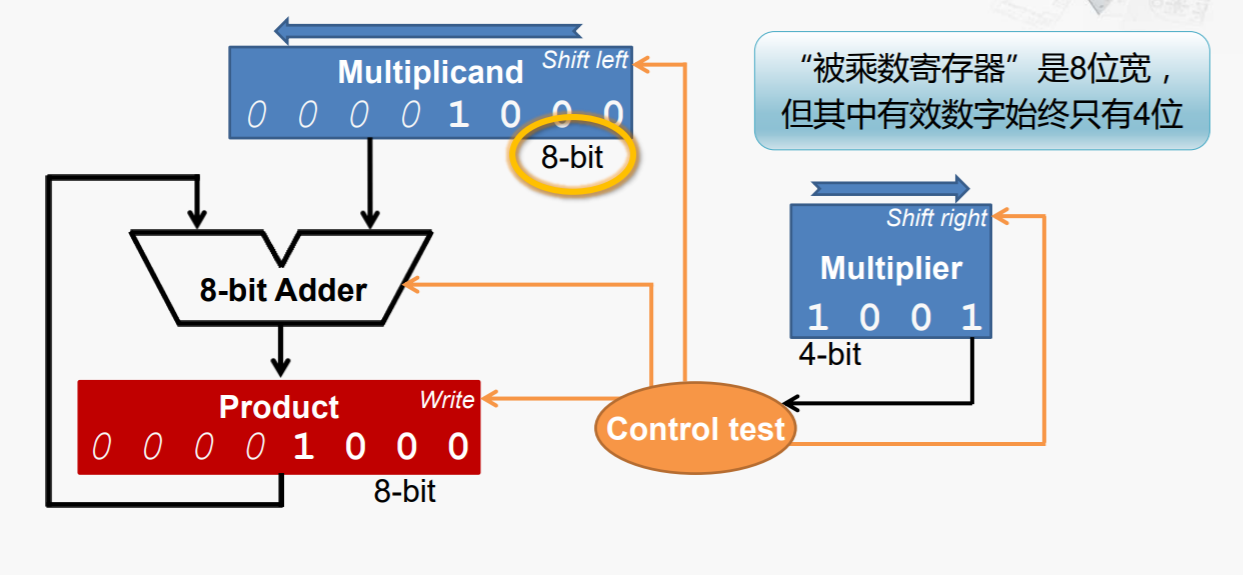 Shift left
Multiplicand
0 0 0 0 1 0 0 0
8-bit
“被乘数寄存器”是8位宽，
但其中有效数字始终只有4位
Shift right
Multiplier
1 0 0 1
4-bit
8-bit Adder
Product
Write
0 0 0 0 1 0 0 0
8-bit
Control test